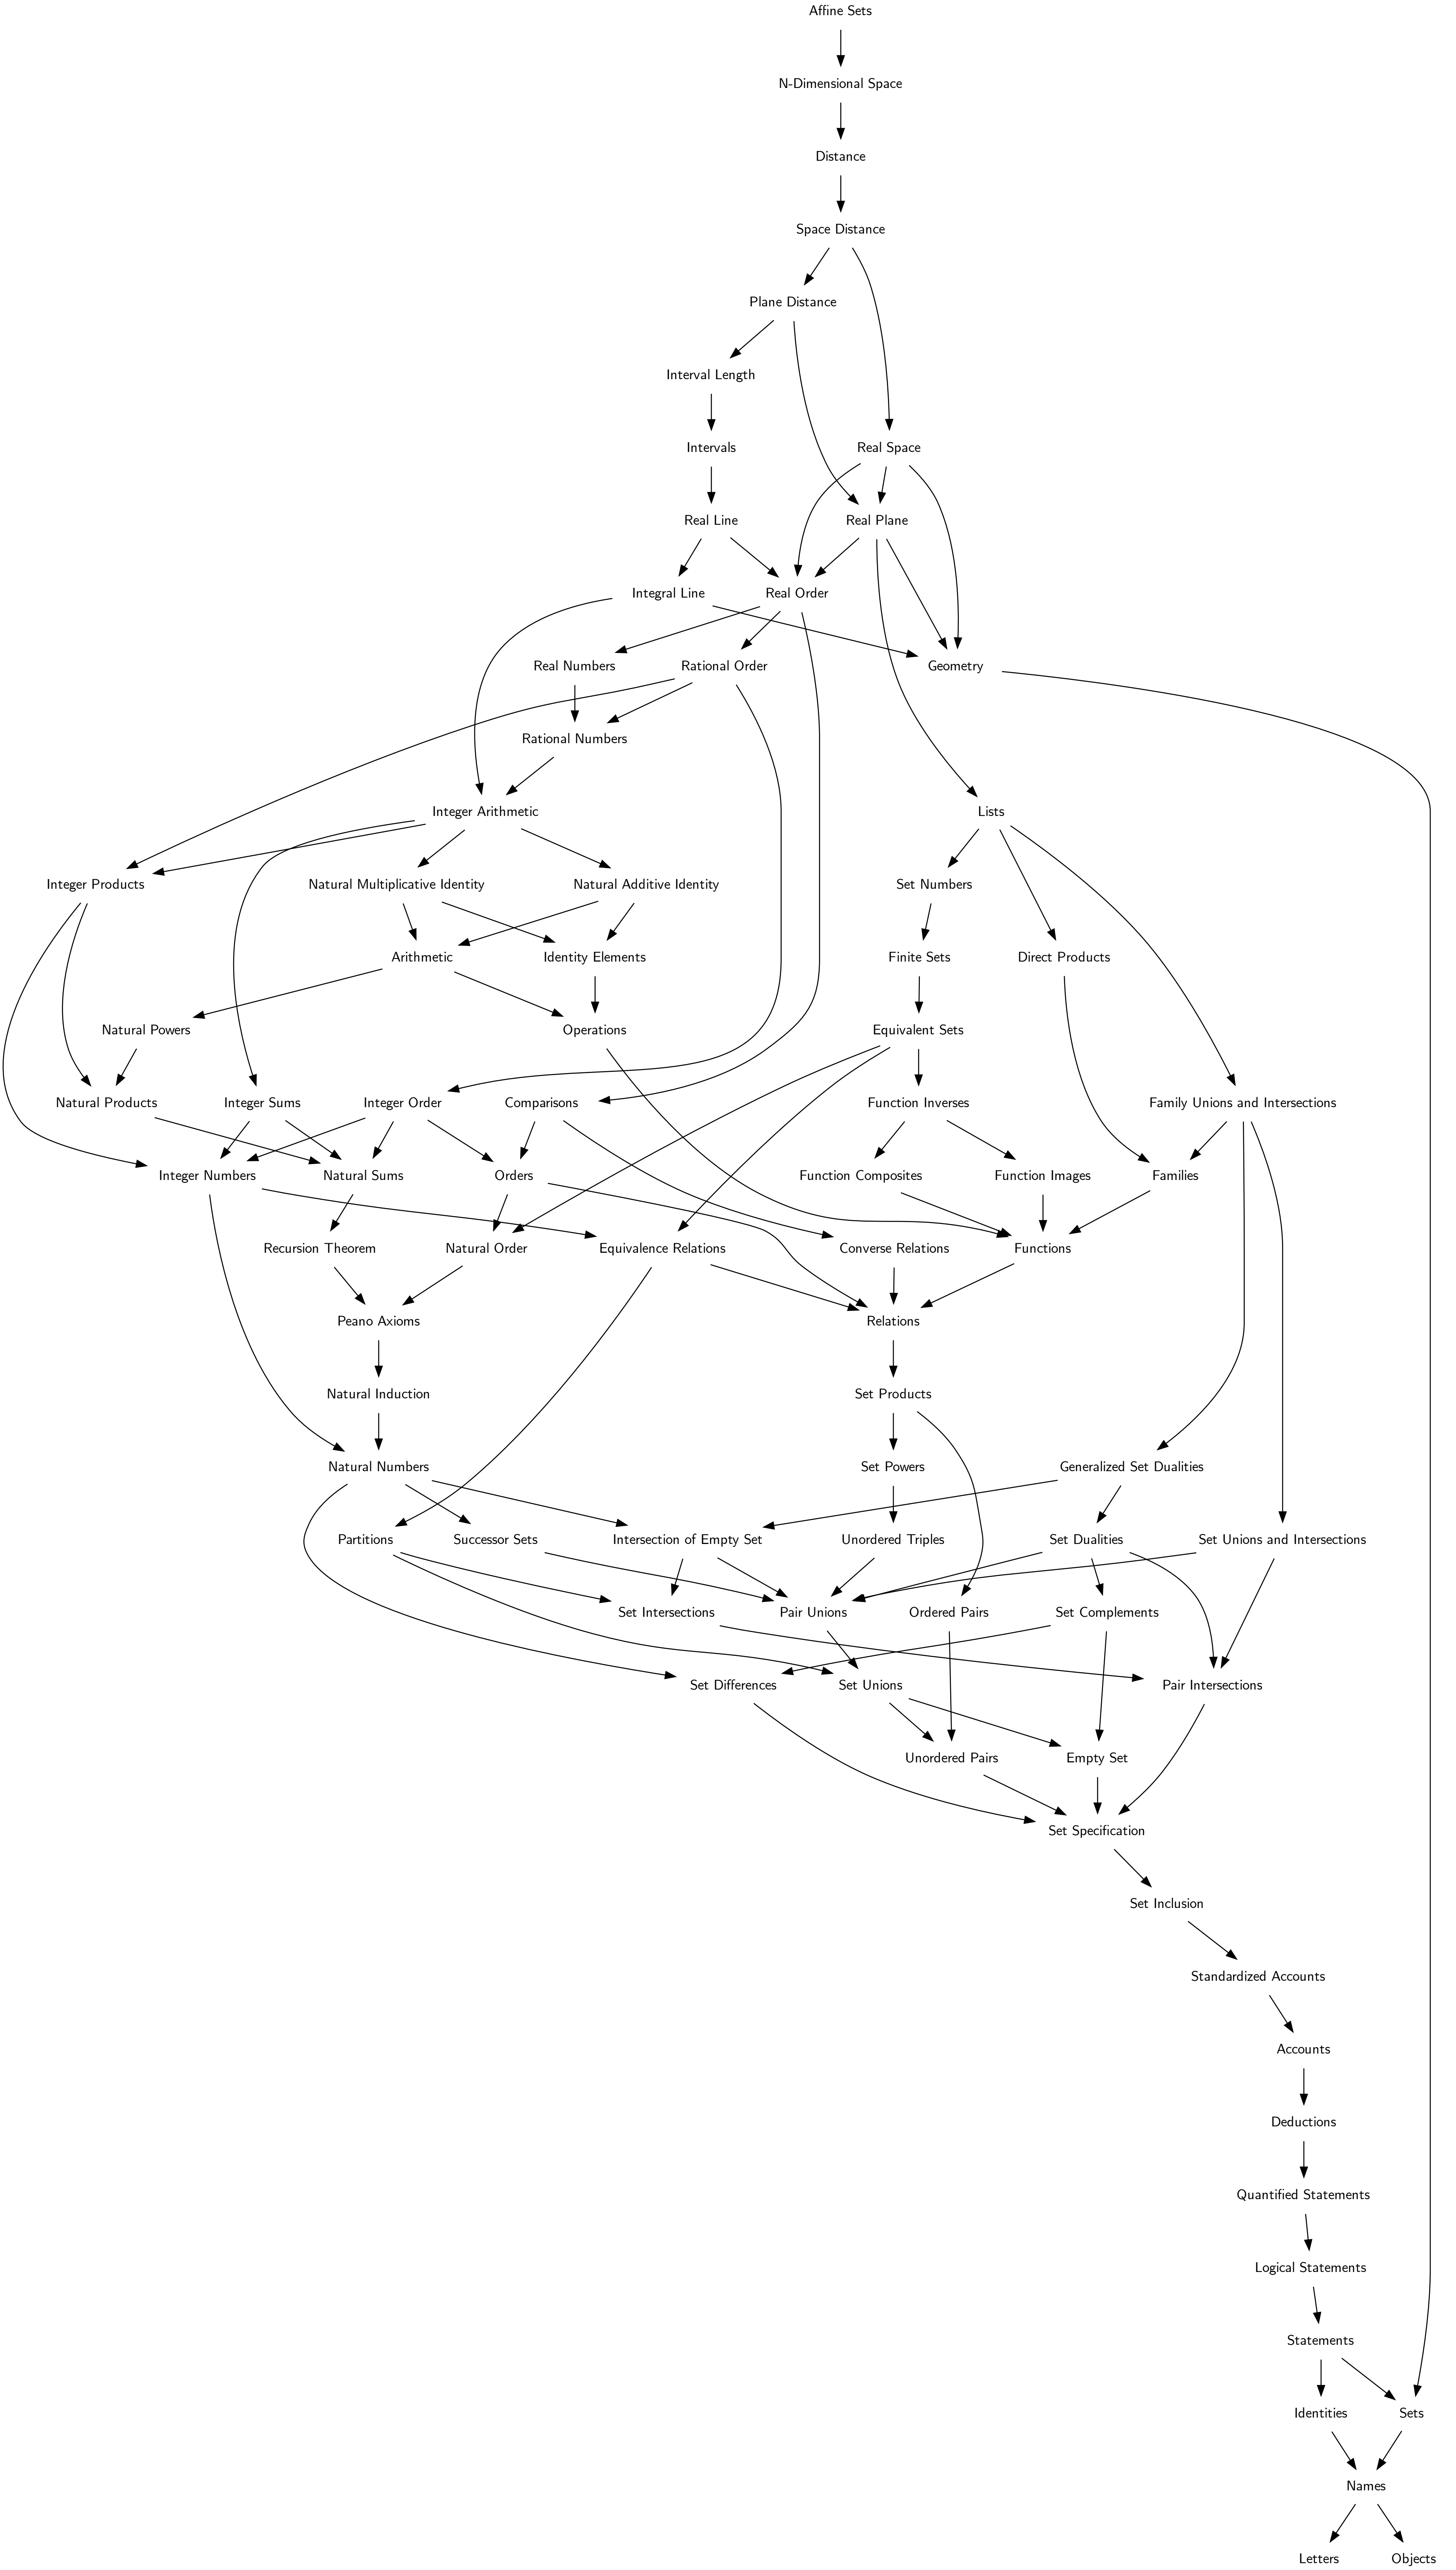 Affine Sets
N-Dimensional Space
Distance
Space Distance
Plane Distance
Interval Length
Intervals
Real Space
Real Line
Real Plane
Integral Line
Real Order
Real Numbers
Rational Order
Geometry
Rational Numbers
Integer Arithmetic
Lists
Integer Products
Natural Multiplicative Identity
Natural Additive Identity
Set Numbers
Arithmetic
Identity Elements
Finite Sets
Direct Products
Natural Powers
Operations
Equivalent Sets
Natural Products
Integer Sums
Integer Order
Comparisons
Function Inverses
Family Unions and Intersections
Integer Numbers
Natural Sums
Orders
Function Composites
Function Images
Families
Recursion Theorem
Natural Order
Equivalence Relations
Converse Relations
Functions
Peano Axioms
Relations
Natural Induction
Set Products
Natural Numbers
Set Powers
Generalized Set Dualities
Partitions
Successor Sets
Intersection of Empty Set
Unordered Triples
Set Dualities
Set Unions and Intersections
Set Intersections
Pair Unions
Ordered Pairs
Set Complements
Set Differences
Set Unions
Pair Intersections
Unordered Pairs
Empty Set
Set Specification
Set Inclusion
Standardized Accounts
Accounts
Deductions
Quantified Statements
Logical Statements
Statements
Identities
Sets
Names
Letters
Objects